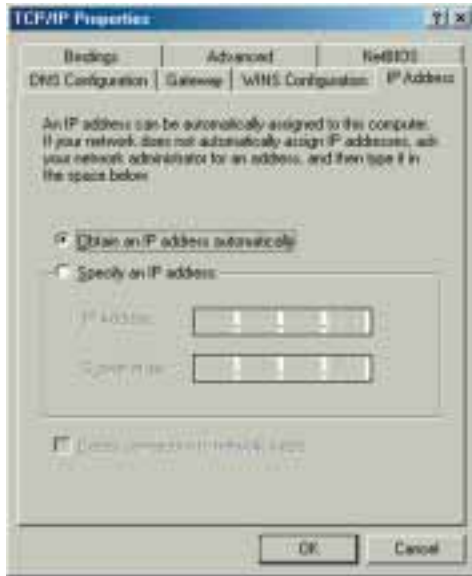 TCP/IP Properties
Bindings Advanced NetBIOS
DNS Configuration Gateway WINS Configuration IP Address
An IP address can be automatically assigned to this computer.
If your network does not automatically assign IP addresses, ask
your network administrator for an address, and then type it in
the space below.
Obtain an IP address automatically
Specify an IP address:
IP Address:
Subnet Mask:
OK Cancel